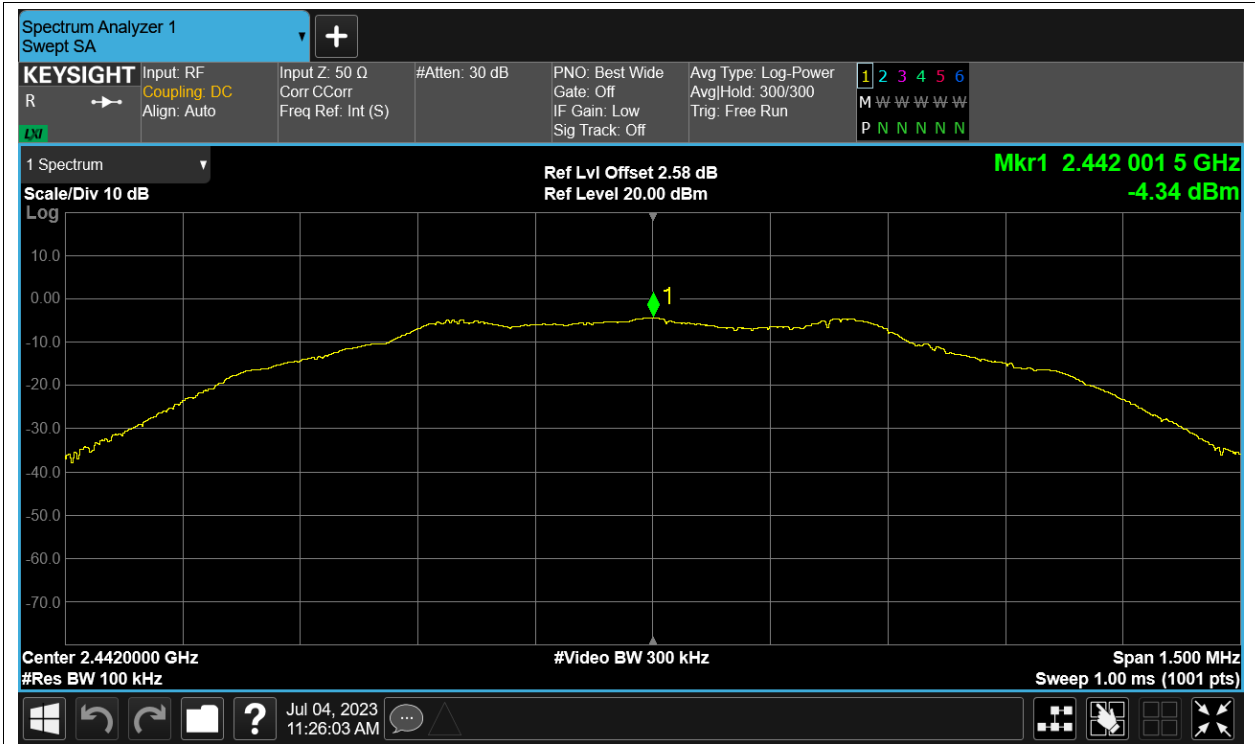 Spectrum Analyzer 1
Swept SA
KEYSIGHT
R
LXI
Input: RF
Coupling: DC
Align: Auto
Input Z: 50 Ω
Corr CCorr
Freq Ref: Int (S)
#Atten: 30 dB
PNO: Best Wide
Gate: Off
IF Gain: Low
Sig Track: Off
Avg Type: Log-Power
Avg|Hold: 300/300
Trig: Free Run
1 2 3 4 5 6
M W W W W W
P N N N N N
1 Spectrum
Scale/Div 10 dB
Log
Ref Lvl Offset 2.58 dB
Ref Level 20.00 dBm
Mkr1 2.442 001 5 GHz
-4.34 dBm
10.0
0.00
-10.0
-20.0
-30.0
-40.0
-50.0
-60.0
-70.0
1
Center 2.4420000 GHz
#Res BW 100 kHz
#Video BW 300 kHz
Span 1.500 MHz
Sweep 1.00 ms (1001 pts)
?
Jul 04, 2023
11:26:03 AM